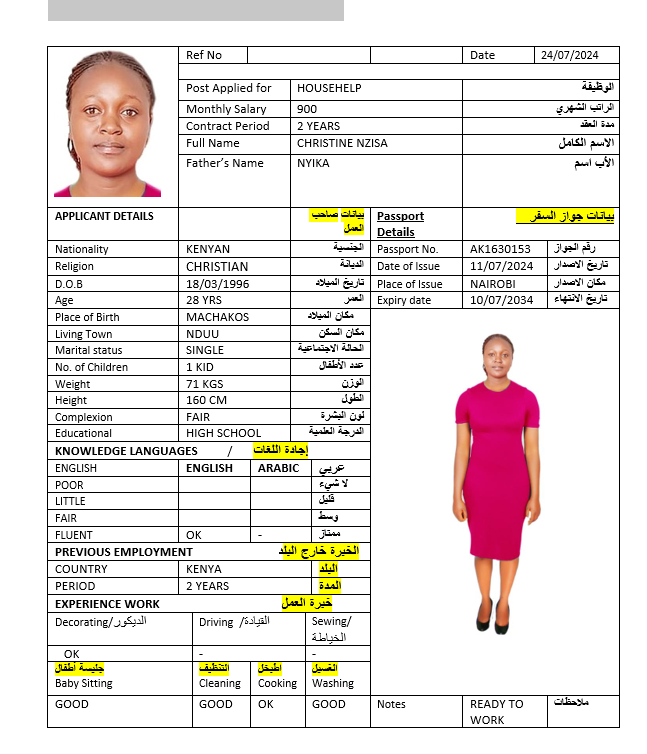 Ref No Date 24/07/2024
Post Applied for HOUSEHELP الوظيفة
Monthly Salary 900 الراتب الشهري
Contract Period 2 YEARS مدة العقد
Full Name CHRISTINE NZISA الاسم الكامل
Father's Name NYIKA الأب اسم
APPLICANT DETAILS بيانات صاحب
العمل
Passport
Details
بيانات جواز السفر
Nationality KENYAN الجنسية Passport No. AK1630153 رقم الجواز
Religion CHRISTIAN الديانة Date of Issue 11/07/2024 تاريخ الاصدار
D.O.B 18/03/1996 تاريخ الميلاد Place of Issue NAIROBI مكان الاصدار
Age 28 YRS العمر Expiry date 10/07/2034 تاريخ الانتهاء
Place of Birth MACHAKOS مكان الميلاد
Living Town NDUU مكان السكن
Marital status SINGLE الحالة الاجتماعية
No. of Children 1 KID عدد الأطفال
Weight 71 KGS الوزن
Height 160 CM الطول
Complexion FAIR لون البشرة
Educational HIGH SCHOOL الدرجة العلمية
KNOWLEDGE LANGUAGES / إجادة اللغات
ENGLISH ENGLISH ARABIC عربي
POOR لا شيء
LITTLE قليل
FAIR وسط
FLUENT OK - ممتاز
PREVIOUS EMPLOYMENT الخبرة خارج البلد
COUNTRY KENYA البلد
PERIOD 2 YEARS المدة
EXPERIENCE WORK خبرة العمل
Decorating/الديكور Driving /القيادة Sewing/
الخياطة
OK - -
جليسة أطفال التنظيف اطبخل الغسيل
Baby Sitting Cleaning Cooking Washing
GOOD GOOD OK GOOD Notes READY TO
WORK
ملاحظات